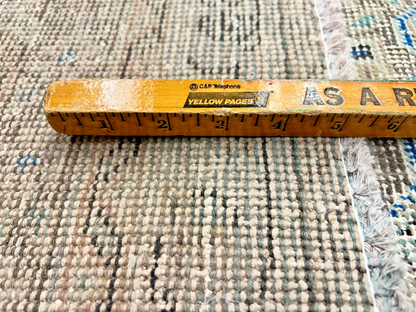 C&P Telephone
YELLOW PAGES
AS A R
1 2 3 4 5 6